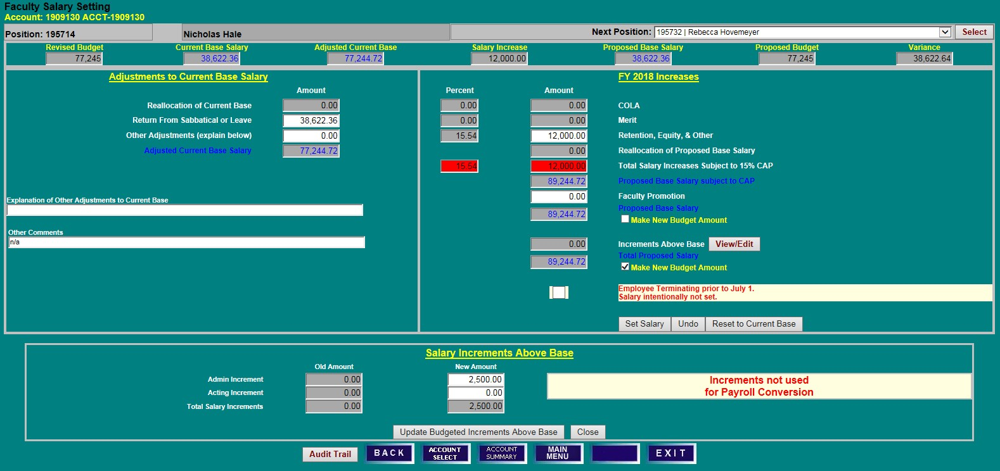 Faculty Salary Setting
Account: 1909130 ACCT-1909130
Position: 195714 Nicholas Hale Next Position: 195732 | Rebecca Hovemeyer Select
Revised Budget Current Base Salary Adjusted Current Base Salary Increase Proposed Base Salary Proposed Budget Variance
77,245 38,622.36 77,244.72 12,000.00 38,622.36 77,245 38,622.64
Adjustments to Current Base Salary
Amount
Reallocation of Current Base 0.00
Return From Sabbatical or Leave 38,622.36
Other Adjustments (explain below) 0.00
Adjusted Current Base Salary 77,244.72
Explanation of Other Adjustments to Current Base
Other Comments
n/a
FY 2018 Increases
Percent Amount
0.00 0.00 COLA
0.00 0.00 Merit
15.54 12,000.00 Retention, Equity, & Other
0.00 Reallocation of Proposed Base Salary
15.54 12,000.00 Total Salary Increases Subject to 15% CAP
89,244.72 Proposed Base Salary subject to CAP
0.00 Faculty Promotion
89,244.72 Proposed Base Salary
Make New Budget Amount
0.00 Increments Above Base View/Edit
89,244.72 Total Proposed Salary
Make New Budget Amount
Employee Terminating prior to July 1.
Salary intentionally not set.
Set Salary Undo Reset to Current Base
Salary Increments Above Base
Old Amount New Amount
Admin Increment 0.00 2,500.00
Acting Increment 0.00 0.00
Total Salary Increments 0.00 2,500.00
Increments not used
for Payroll Conversion
Update Budgeted Increments Above Base Close
Audit Trail BACK ACCOUNT SELECT ACCOUNT SUMMARY MAIN MENU EXIT